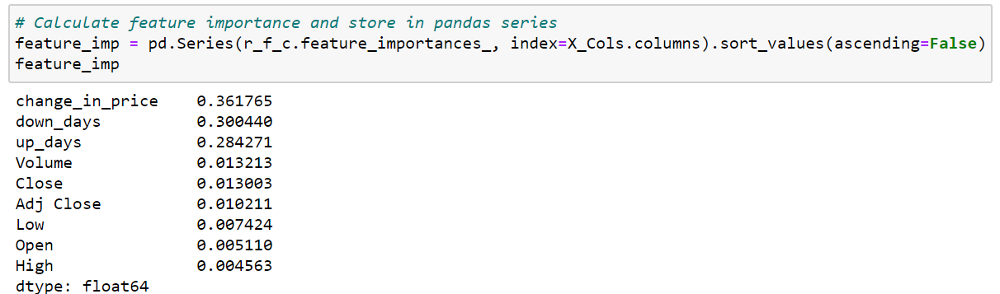 # Calculate feature importance and store in pandas series
feature_imp = pd.Series(r_f_c.feature_importances_, index=X_Cols.columns).sort_values(ascending=False)
feature_imp
change_in_price    0.361765
down_days          0.300440
up_days            0.284271
Volume             0.013213
Close              0.013003
Adj Close          0.010211
Low                0.007424
Open               0.005110
High               0.004563
dtype: float64